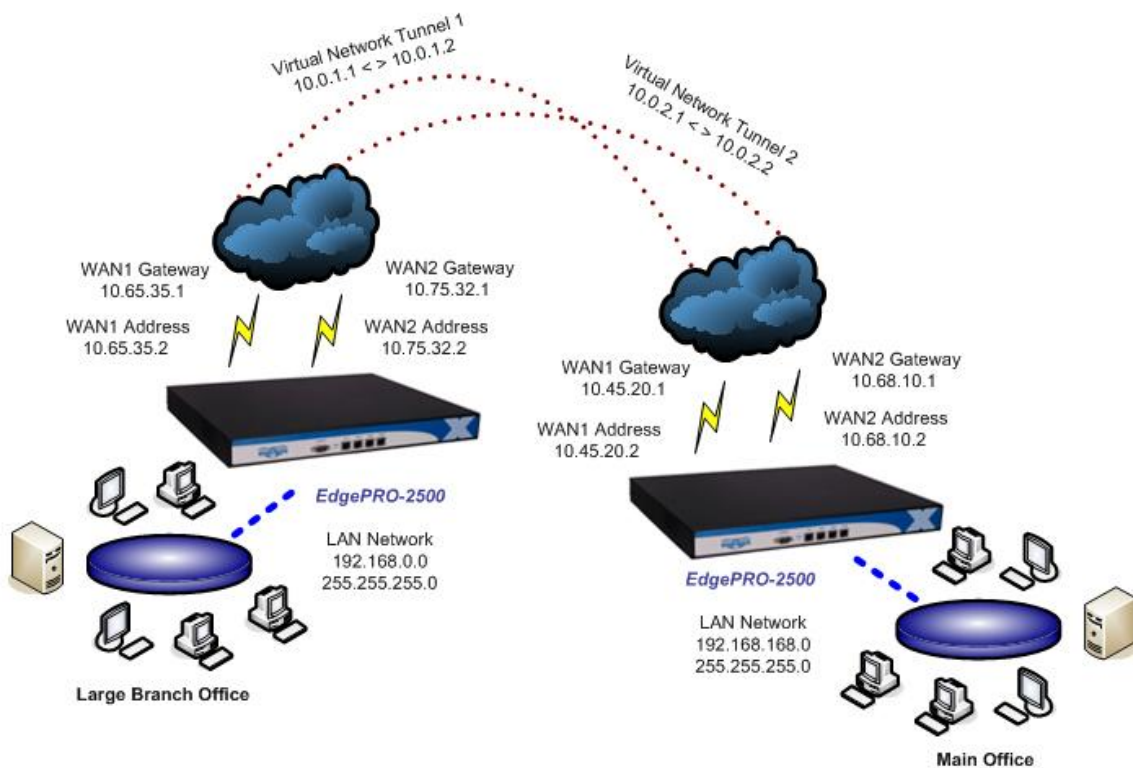 Virtual Network Tunnel 1
10.0.1.1 < > 10.0.1.2
Virtual Network Tunnel 2
10.0.2.1 < > 10.0.2.2
WAN1 Gateway
10.65.35.1
WAN2 Gateway
10.75.32.1
WAN1 Address
10.65.35.2
WAN2 Address
10.75.32.2
WAN1 Gateway
10.45.20.1
WAN2 Gateway
10.68.10.1
WAN1 Address
10.45.20.2
WAN2 Address
10.68.10.2
EdgePRO-2500
LAN Network
192.168.0.0
255.255.255.0
Large Branch Office
EdgePRO-2500
LAN Network
192.168.168.0
255.255.255.0
Main Office